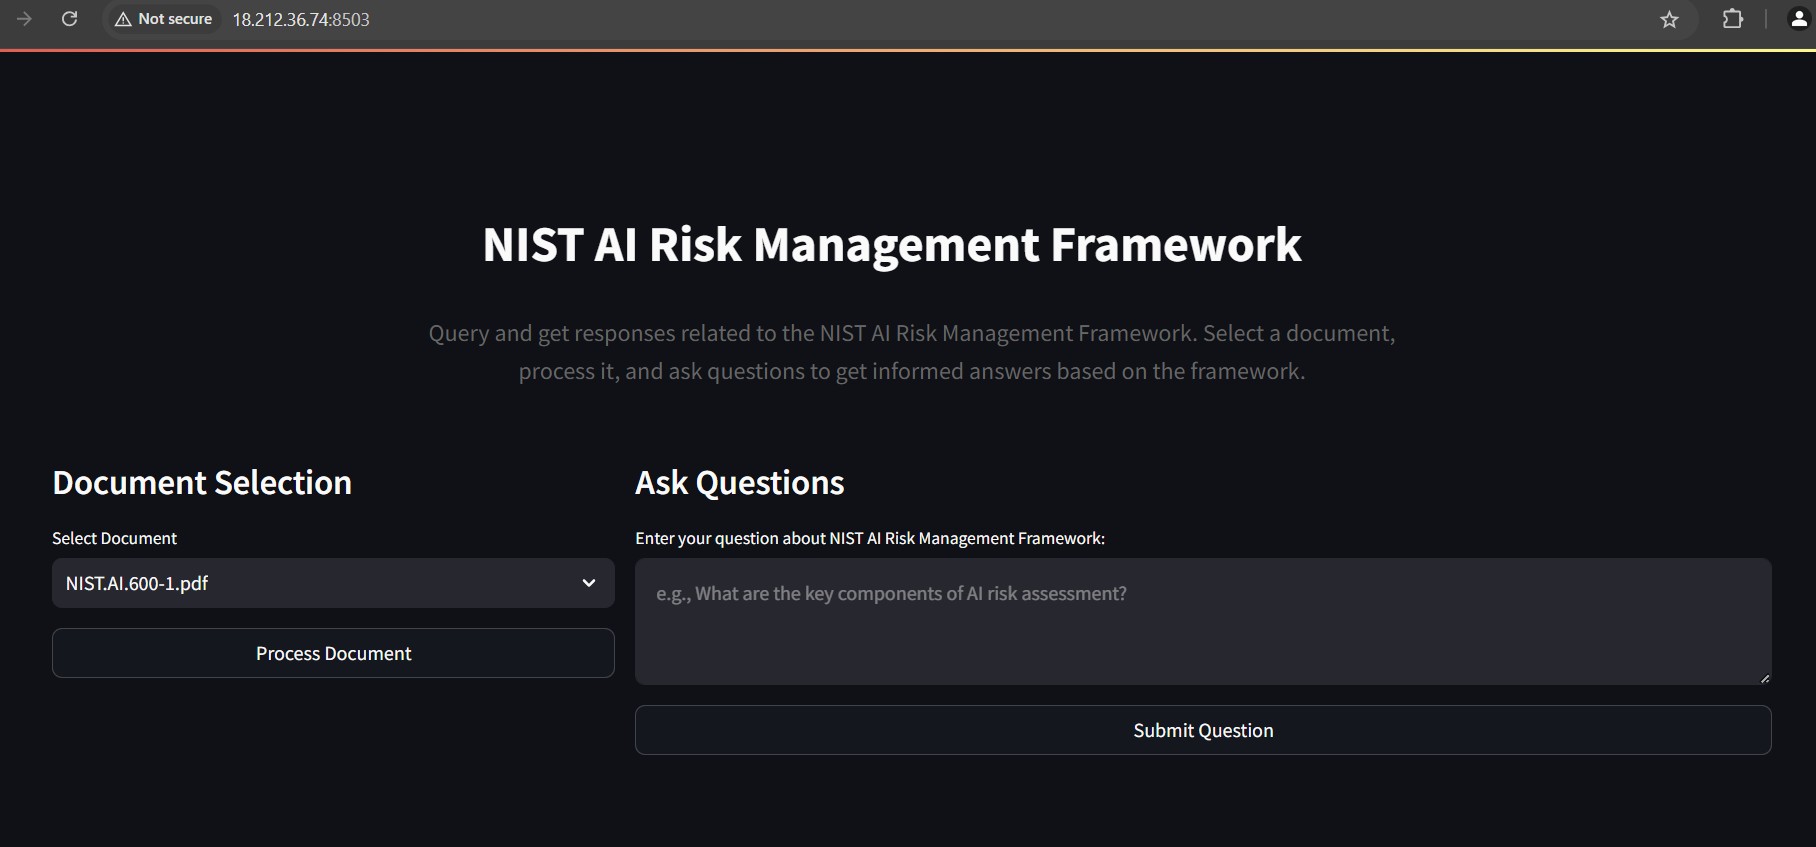 Not secure 18.212.36.74:8503
NIST AI Risk Management Framework
Query and get responses related to the NIST AI Risk Management Framework. Select a document,
process it, and ask questions to get informed answers based on the framework.
Document Selection
Select Document
NIST.AI.600-1.pdf
Process Document
Ask Questions
Enter your question about NIST AI Risk Management Framework:
e.g., What are the key components of AI risk assessment?
Submit Question